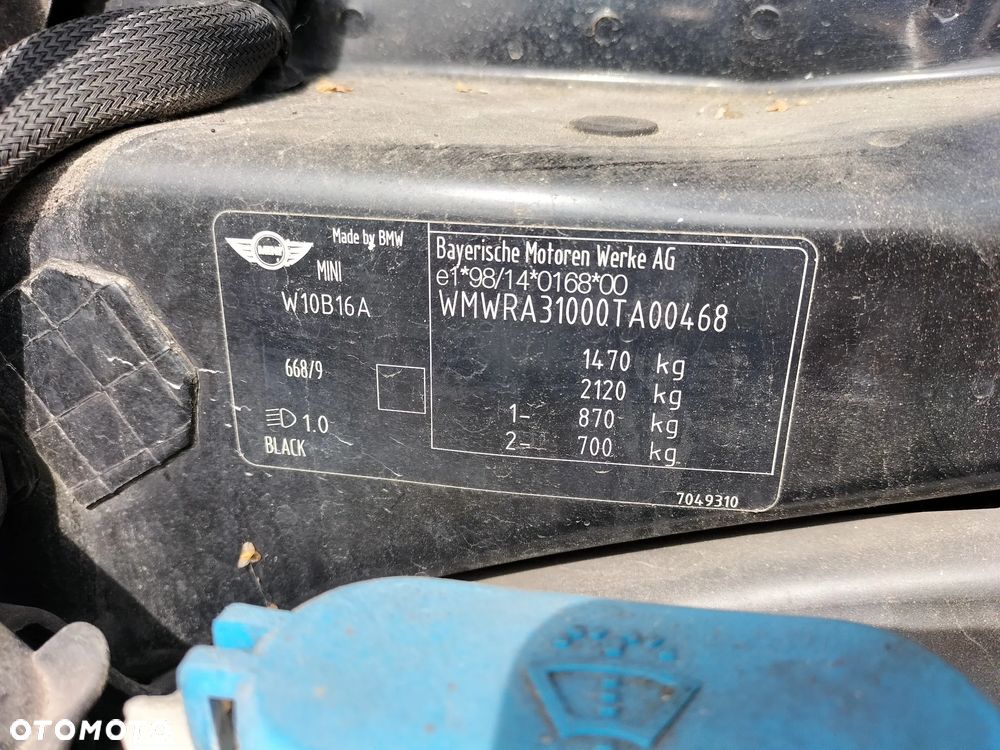 Made by BMW
MINI
MINI
W10B16A
668/9
1.0
BLACK
Bayerische Motoren Werke AG
e1*98/14*0168*00
WMWRA31000TA00468
1470 kg
2120 kg
1- 870 kg
2- 700 kg
7049310
OTOMOTO